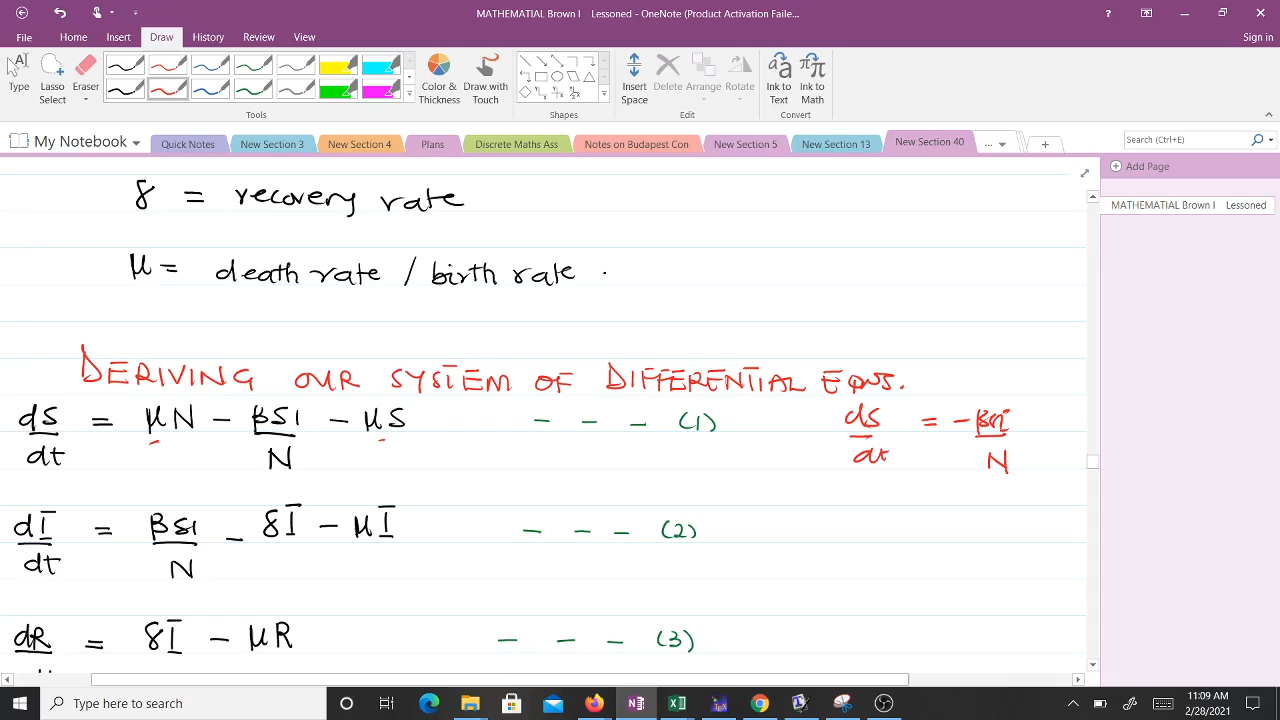 MATHEMATIAL Brown I Lessoned - OneNote (Product Activation Faile...
File Home Insert Draw History Review View Sign in
Type Lasso Select Eraser Color & Thickness Draw with Touch Insert Space Delete Arrange Rotate Ink to Text Ink to Math
Tools Shapes Edit Convert
My Notebook Quick Notes New Section 3 New Section 4 Plans Discrete Maths Ass Notes on Budapest Con New Section 5 New Section 13 New Section 40 ... Search (Ctrl+E)
Add Page
MATHEMATIAL Brown I Lessoned
γ = recovery rate
μ = death rate / birth rate .
DERIVING OUR SYSTEM OF DIFFERENTIAL EQNS.
dS/dt = μN - βSI/N - μS - - - (1) dS/dt = -βSI/N
dI/dt = βSI/N - γI - μI - - - (2)
dR = γI - μR - - - (3)
Type here to search
11:09 AM
2/28/2021